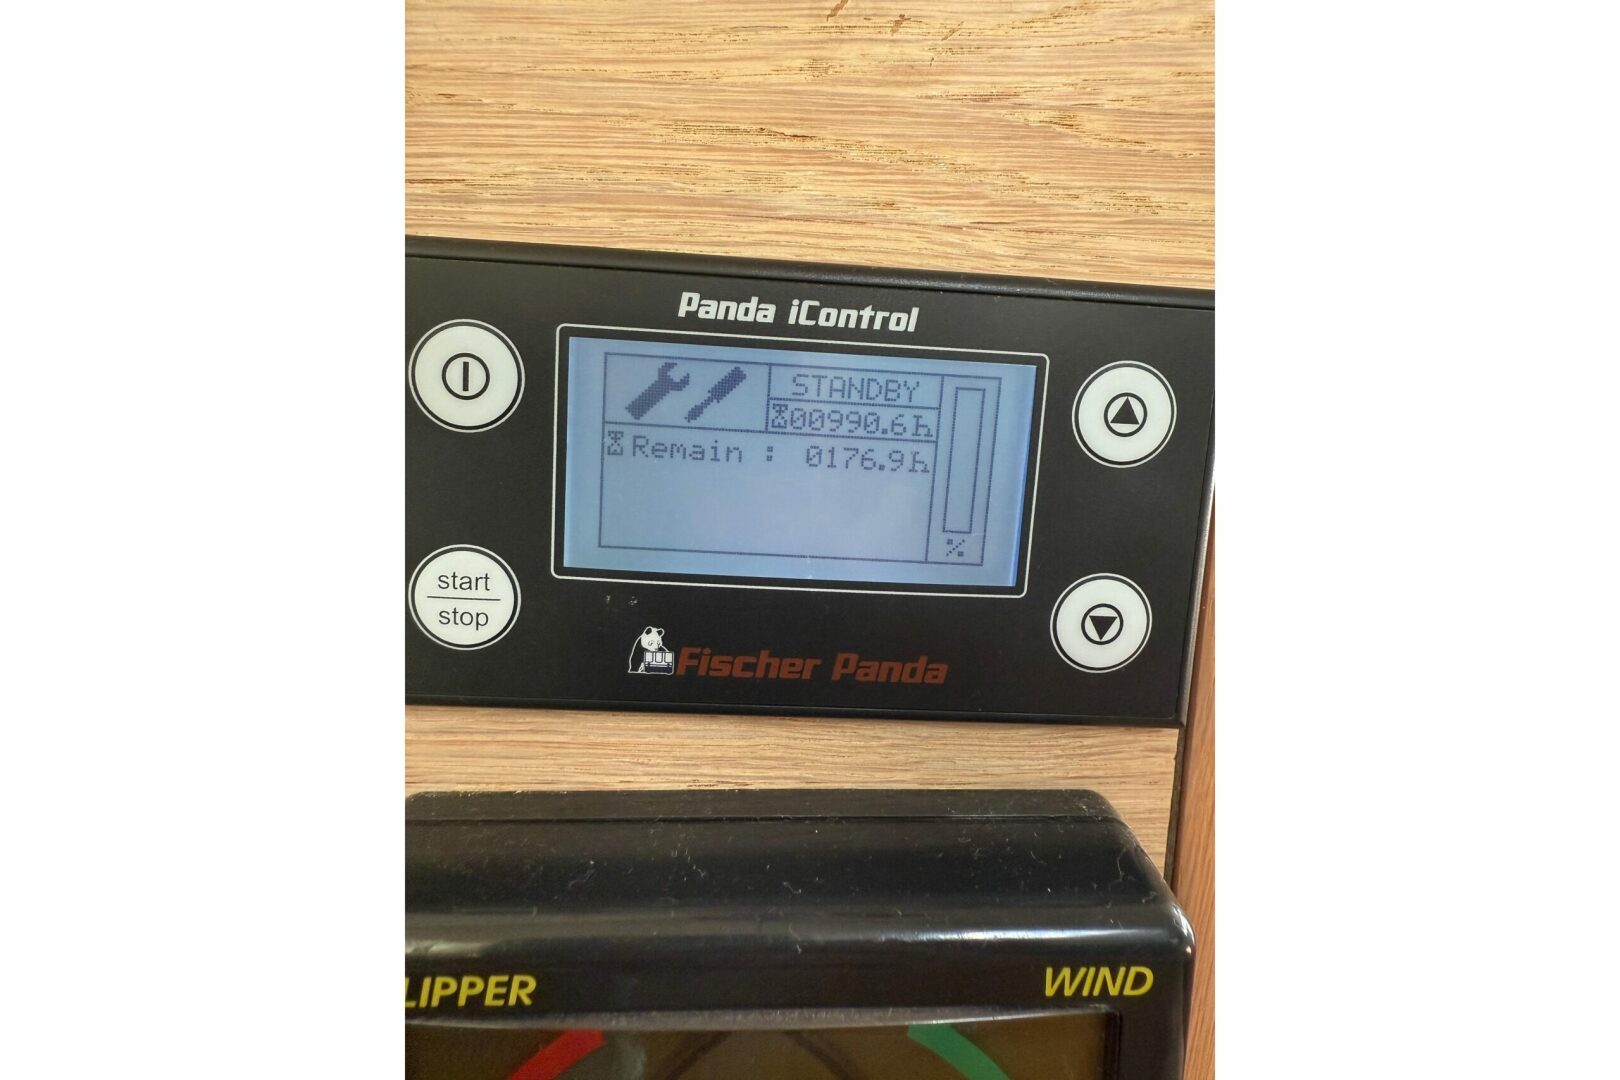 Panda iControl
STANDBY
00990.6h
Remain : 0176.9h
%
start
stop
Fischer Panda
LIPPER
WIND